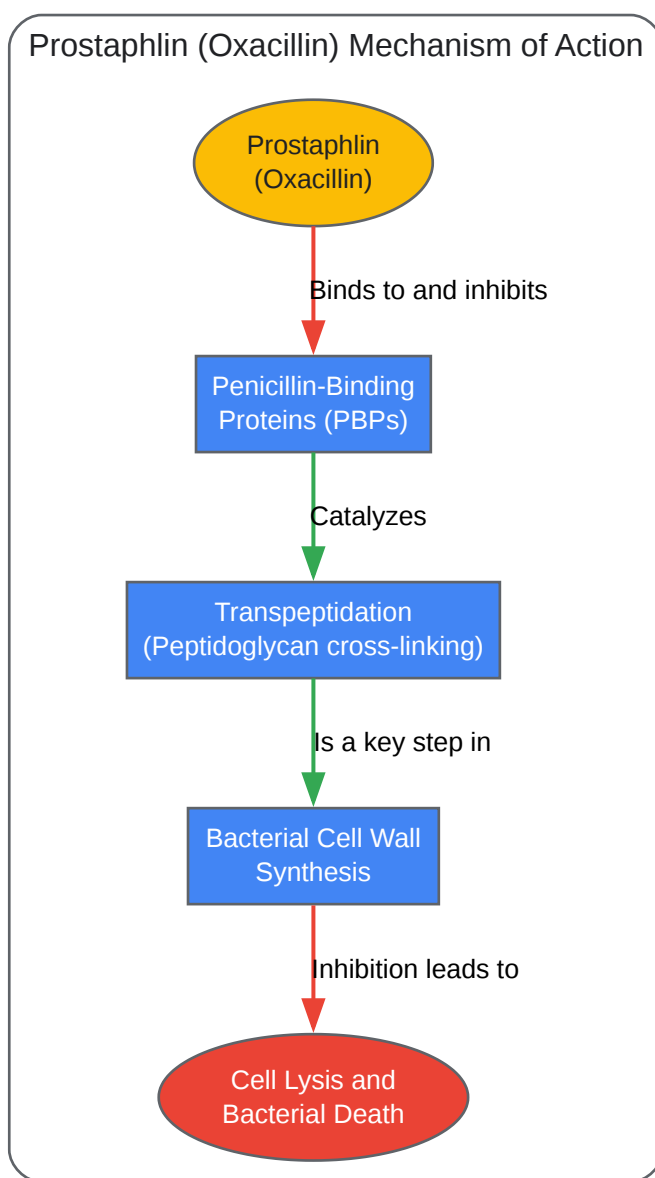 Prostaphlin (Oxacillin) Mechanism of Action
Prostaphlin
(Oxacillin)
Binds to and inhibits
Penicillin-Binding
Proteins (PBPs)
Catalyzes
Transpeptidation
(Peptidoglycan cross-linking)
Is a key step in
Bacterial Cell Wall
Synthesis
Inhibition leads to
Cell Lysis and
Bacterial Death